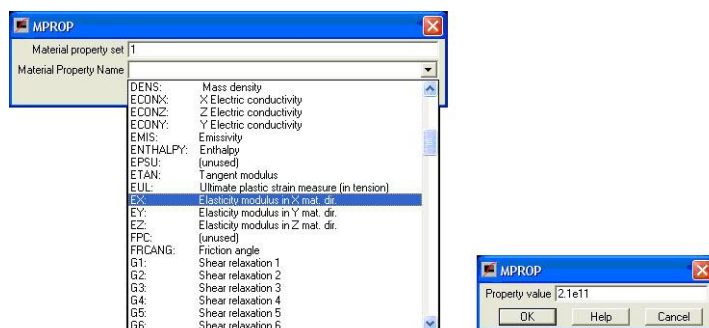 MPROP
Material property set 1
Material Property Name
DENS: Mass density
ECONX: X Electric conductivity
ECONZ: Z Electric conductivity
ECONY: Y Electric conductivity
EMIS: Emissivity
ENTHALPY: Enthalpy
EPSU: (unused)
ETAN: Tangent modulus
EUL: Ultimate plastic strain measure (in tension)
EX: Elasticity modulus in X mat. dir.
EY: Elasticity modulus in Y mat. dir.
EZ: Elasticity modulus in Z mat. dir.
FPC: (unused)
FRCANG: Friction angle
G1: Shear relaxation 1
G2: Shear relaxation 2
G3: Shear relaxation 3
G4: Shear relaxation 4
G5: Shear relaxation 5
G6: Shear relaxation 6
MPROP
Property value 2.1e11
OK Help Cancel